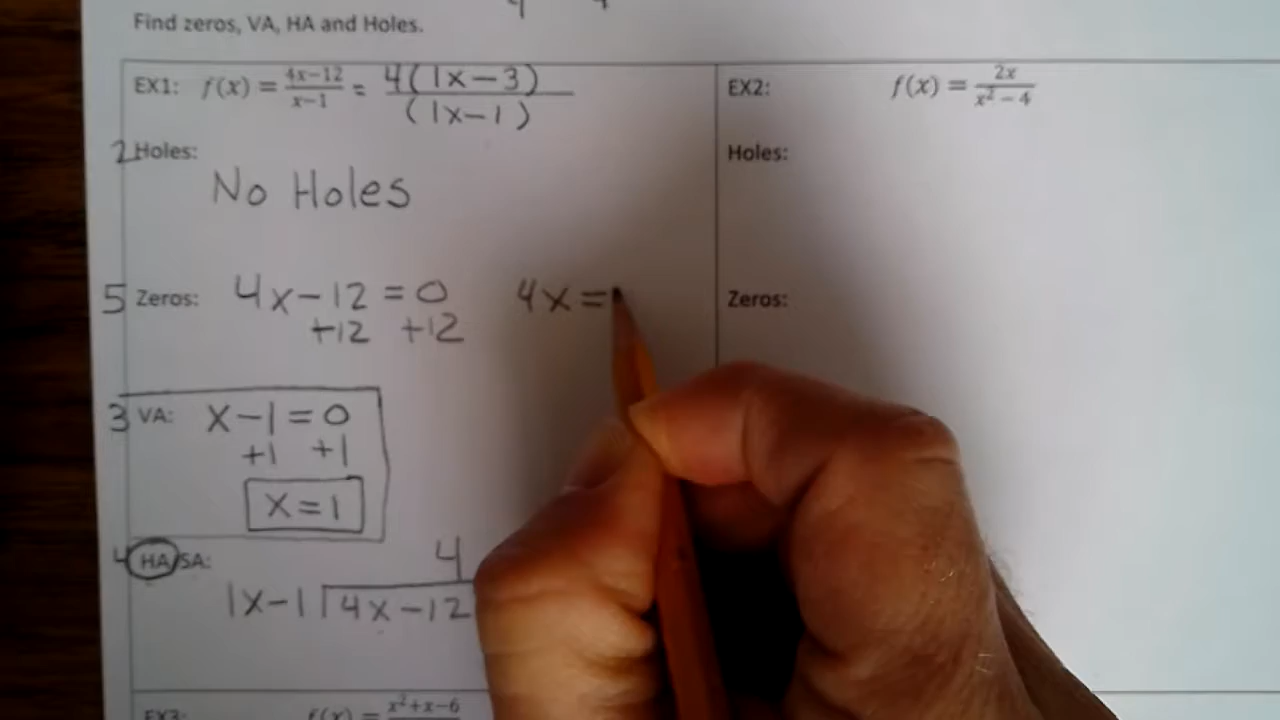 Find zeros, VA, HA and Holes.
EX1: f(x) = 4x−12 / x−1 = 4(1x−3) / (1x−1)
2 Holes:
No Holes
5 Zeros: 4x−12 = 0 4x =
+12 +12
3 VA: x−1 = 0
+1 +1
x = 1
4 HA/SA:
4
1x−1 4x−12
EX3: f(x) = x²+x−6
EX2: f(x) = 2x / x² − 4
Holes:
Zeros: